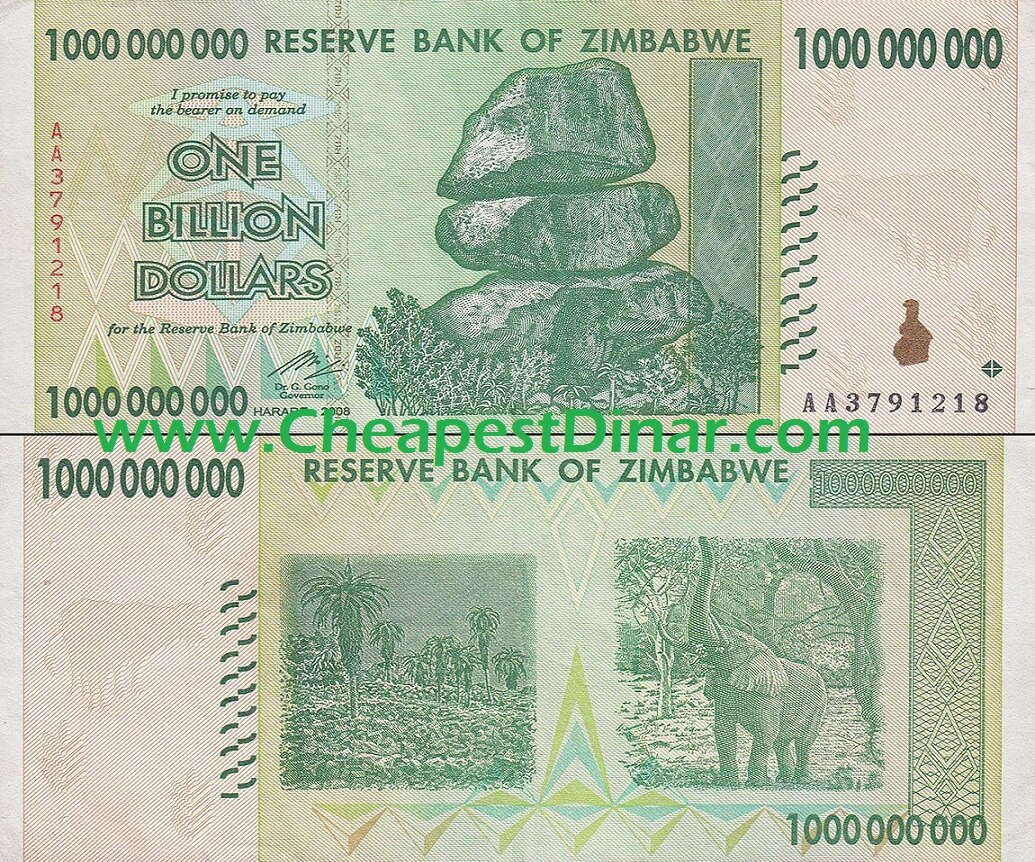 1000 000 000 RESERVE BANK OF ZIMBABWE 1000 000 000
I promise to pay
the bearer on demand
AA3791218
ONE
BILLION
DOLLARS
for the Reserve Bank of Zimbabwe
Dr. G. Gono
Governor
1000 000 000
HARARE 2008
AA3791218
www.CheapestDinar.com
1000 000 000
RESERVE BANK OF ZIMBABWE
1000000000
1000 000 000